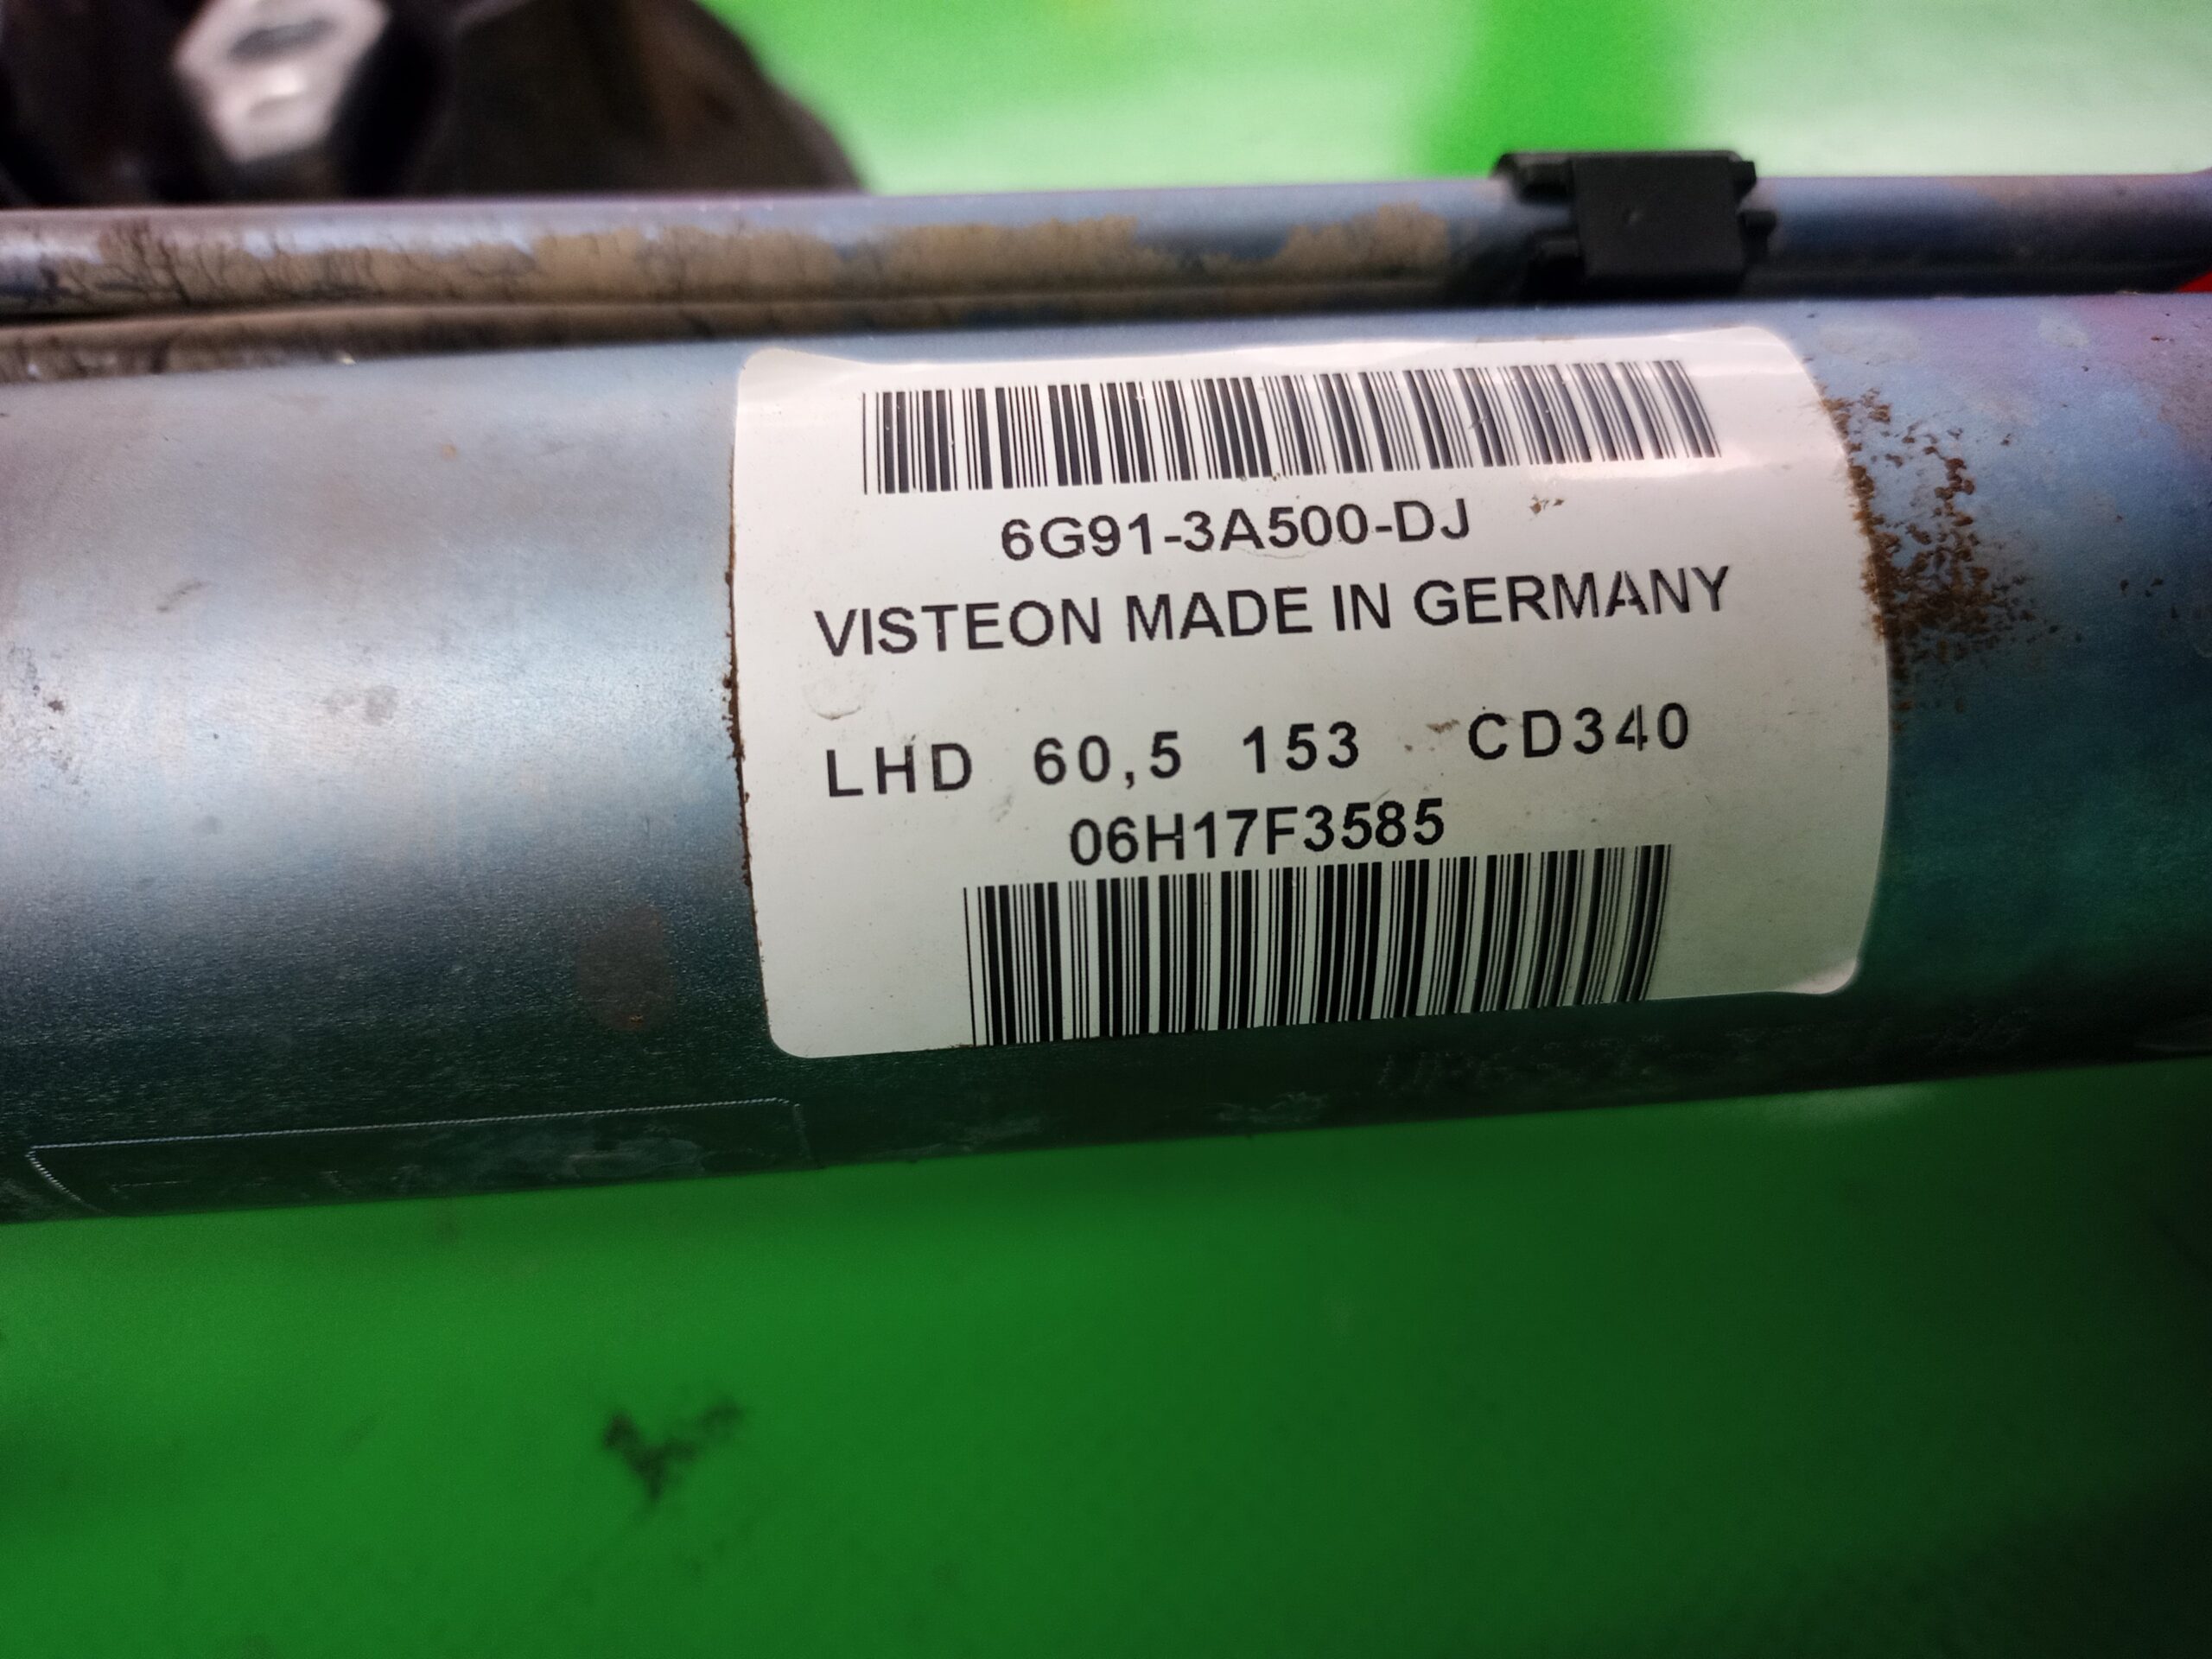 6G91-3A500-DJ
VISTEON MADE IN GERMANY
LHD 60,5 153 CD340
06H17F3585